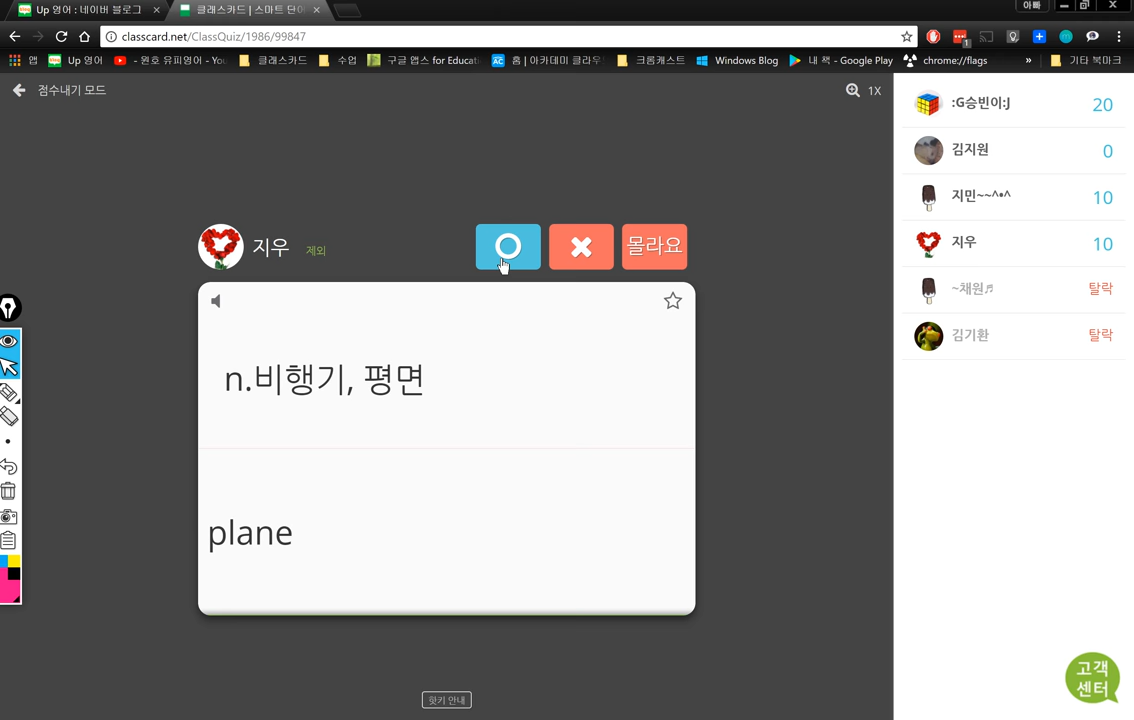 Up 영어 : 네이버 블로그
클래스카드 | 스마트 단어
아빠
classcard.net/ClassQuiz/1986/99847
앱
Up 영어
- 원호 유피영어 - You
클래스카드
수업
구글 앱스 for Educati
홈 | 아카데미 클라우드
크롬캐스트
Windows Blog
내 책 - Google Play
chrome://flags
»
기타 북마크
점수내기 모드
1X
:G승빈이:J
20
김지원
0
지민~~^•^
10
지우
10
~채원♬
탈락
김기환
탈락
지우
제외
몰라요
n.비행기, 평면
plane
핫키 안내
고객
센터